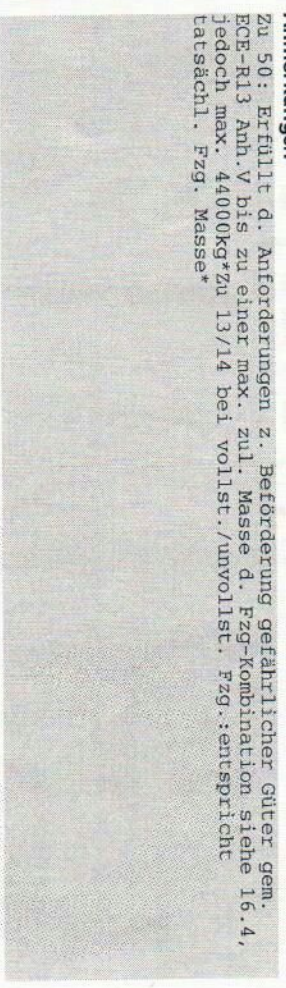 Anmerkungen
Zu 50: Erfüllt d. Anforderungen z. Beförderung gefährlicher Güter gem.
ECE-R13 Anh.V bis zu einer max. zul. Masse d. Fzg-Kombination siehe 16.4,
jedoch max. 44000kg*Zu 13/14 bei vollst./unvollst. Fzg.:entspricht
tatsächl. Fzg. Masse*